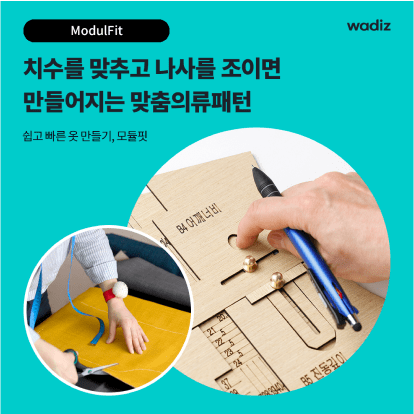 ModulFit
wadiz
치수를 맞추고 나사를 조이면
만들어지는 맞춤의류패턴
쉽고 빠른 옷 만들기, 모듈핏
B4 어깨너비
B5 진동깊이